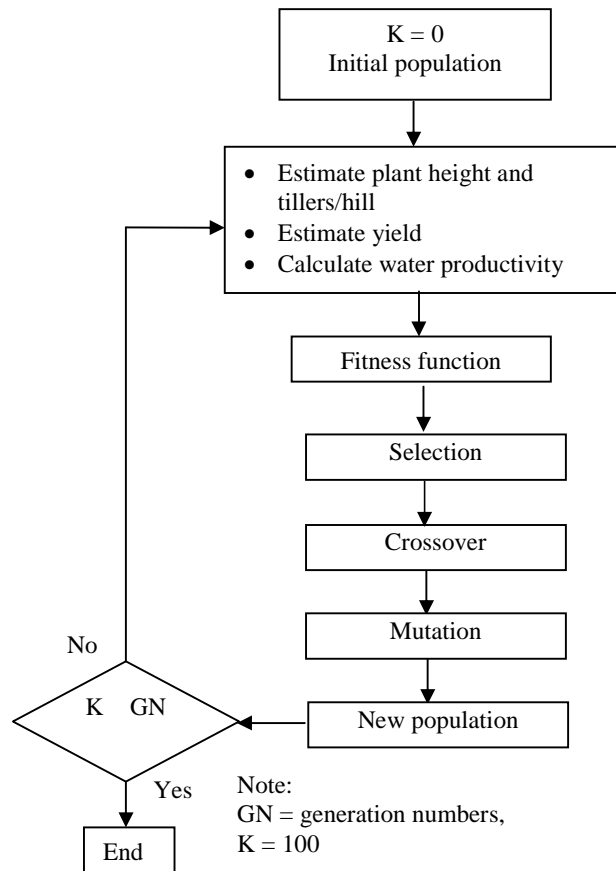 K = 0
Initial population
• Estimate plant height and
tillers/hill
• Estimate yield
• Calculate water productivity
Fitness function
Selection
Crossover
Mutation
New population
No
K GN
Yes
End
Note:
GN = generation numbers,
K = 100